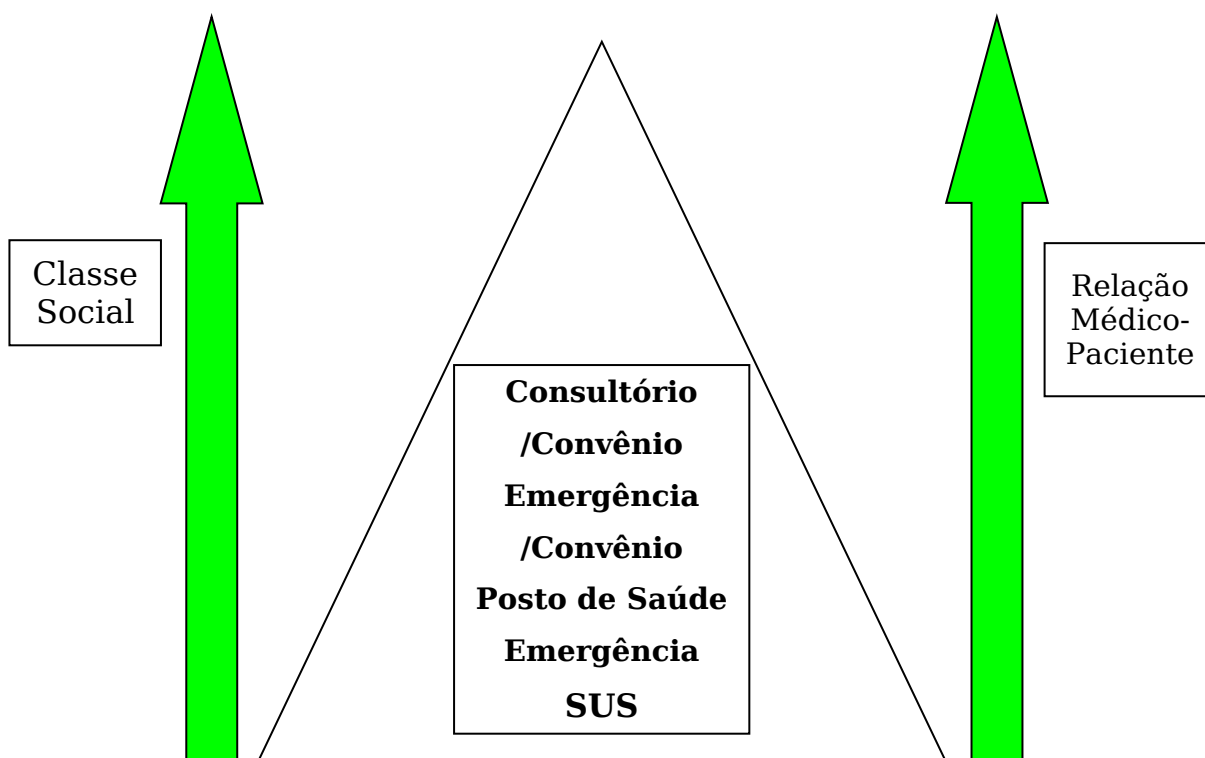 Classe
Social
Relação
Médico-
Paciente
Consultório
/Convênio
Emergência
/Convênio
Posto de Saúde
Emergência
SUS